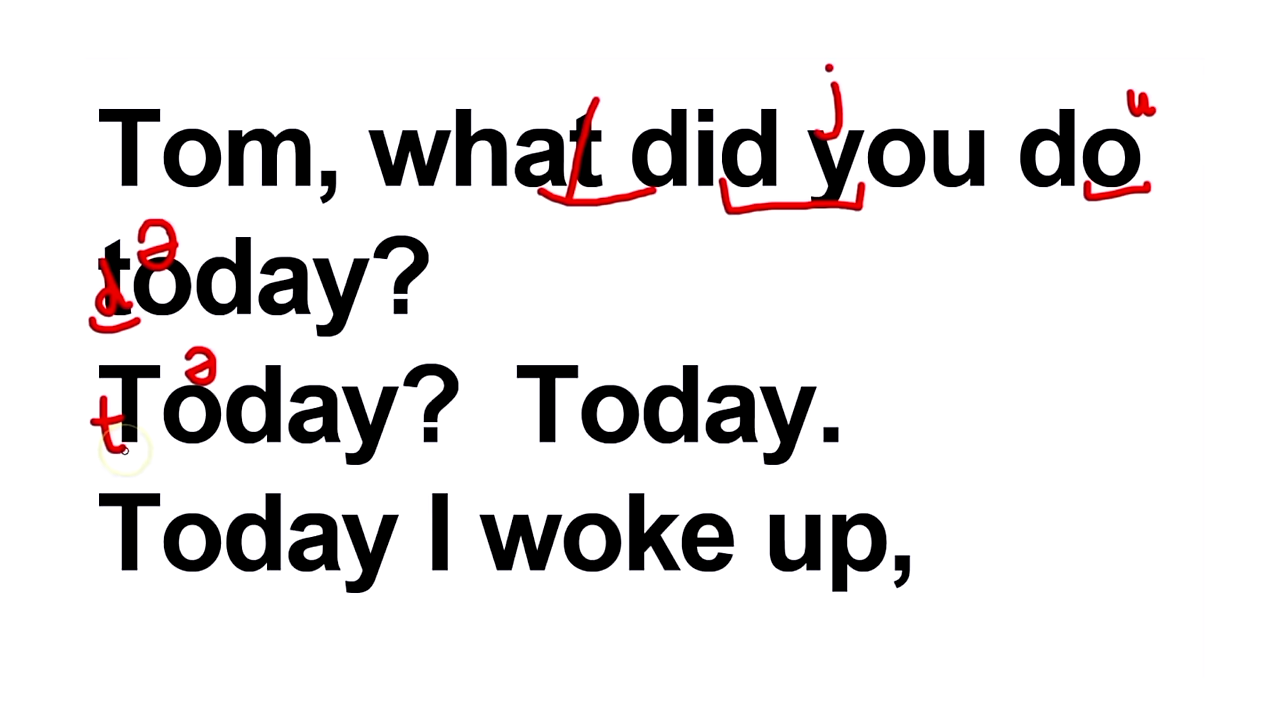 j u
Tom, what did you do
ə
d
today?
ə
t
Today? Today.
Today I woke up,